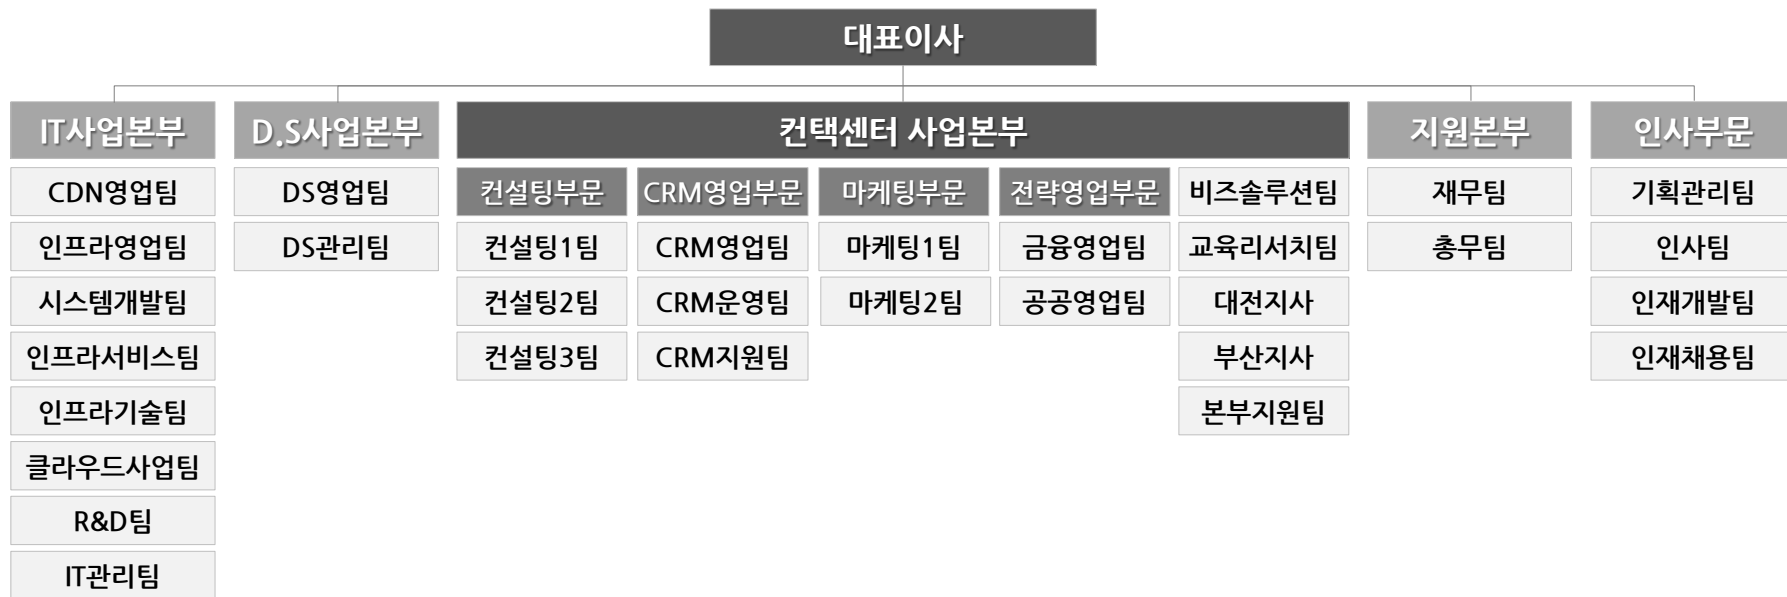 대표이사
IT사업본부
D.S사업본부
컨택센터 사업본부
지원본부
인사부문
CDN영업팀
인프라영업팀
시스템개발팀
인프라서비스팀
인프라기술팀
클라우드사업팀
R&D팀
IT관리팀
DS영업팀
DS관리팀
컨설팅부문
컨설팅1팀
컨설팅2팀
컨설팅3팀
CRM영업부문
CRM영업팀
CRM운영팀
CRM지원팀
마케팅부문
마케팅1팀
마케팅2팀
전략영업부문
금융영업팀
공공영업팀
비즈솔루션팀
교육리서치팀
대전지사
부산지사
본부지원팀
재무팀
총무팀
기획관리팀
인사팀
인재개발팀
인재채용팀